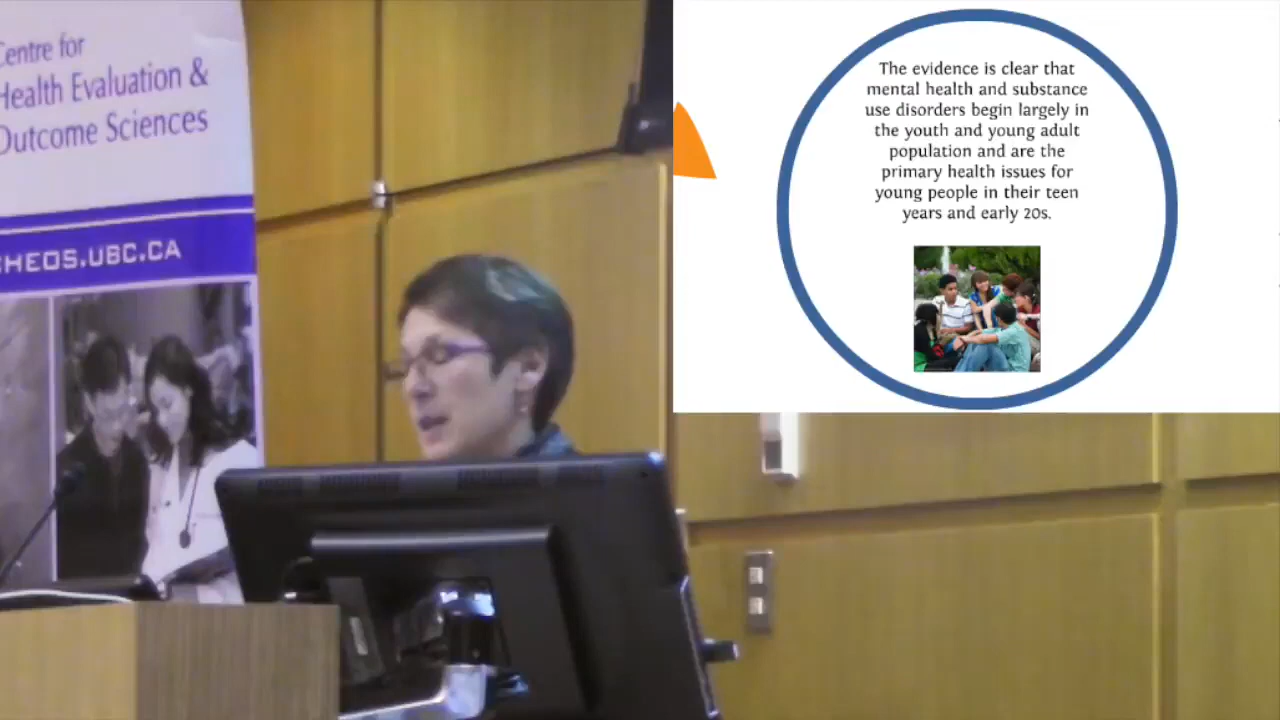 Centre for
Health Evaluation &
Outcome Sciences
CHEOS.UBC.CA
The evidence is clear that
mental health and substance
use disorders begin largely in
the youth and young adult
population and are the
primary health issues for
young people in their teen
years and early 20s.